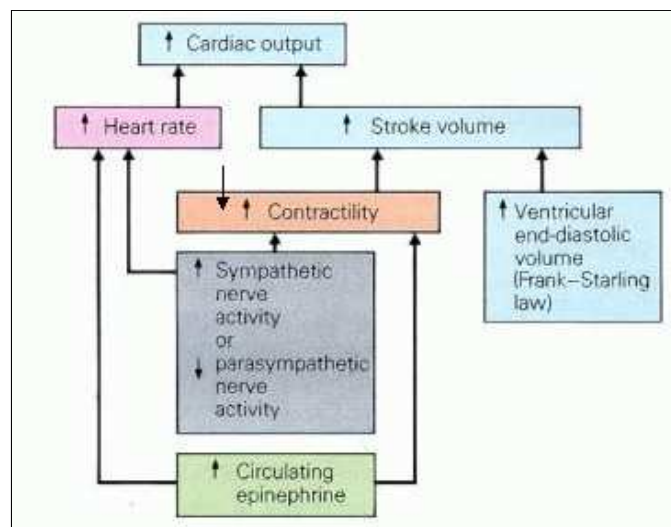 ↑ Cardiac output
↑ Heart rate
↑ Stroke volume
↑ Contractility
↑ Ventricular
end-diastolic
volume
(Frank–Starling
law)
↑ Sympathetic
nerve
activity
or
↓ parasympathetic
nerve
activity
↑ Circulating
epinephrine